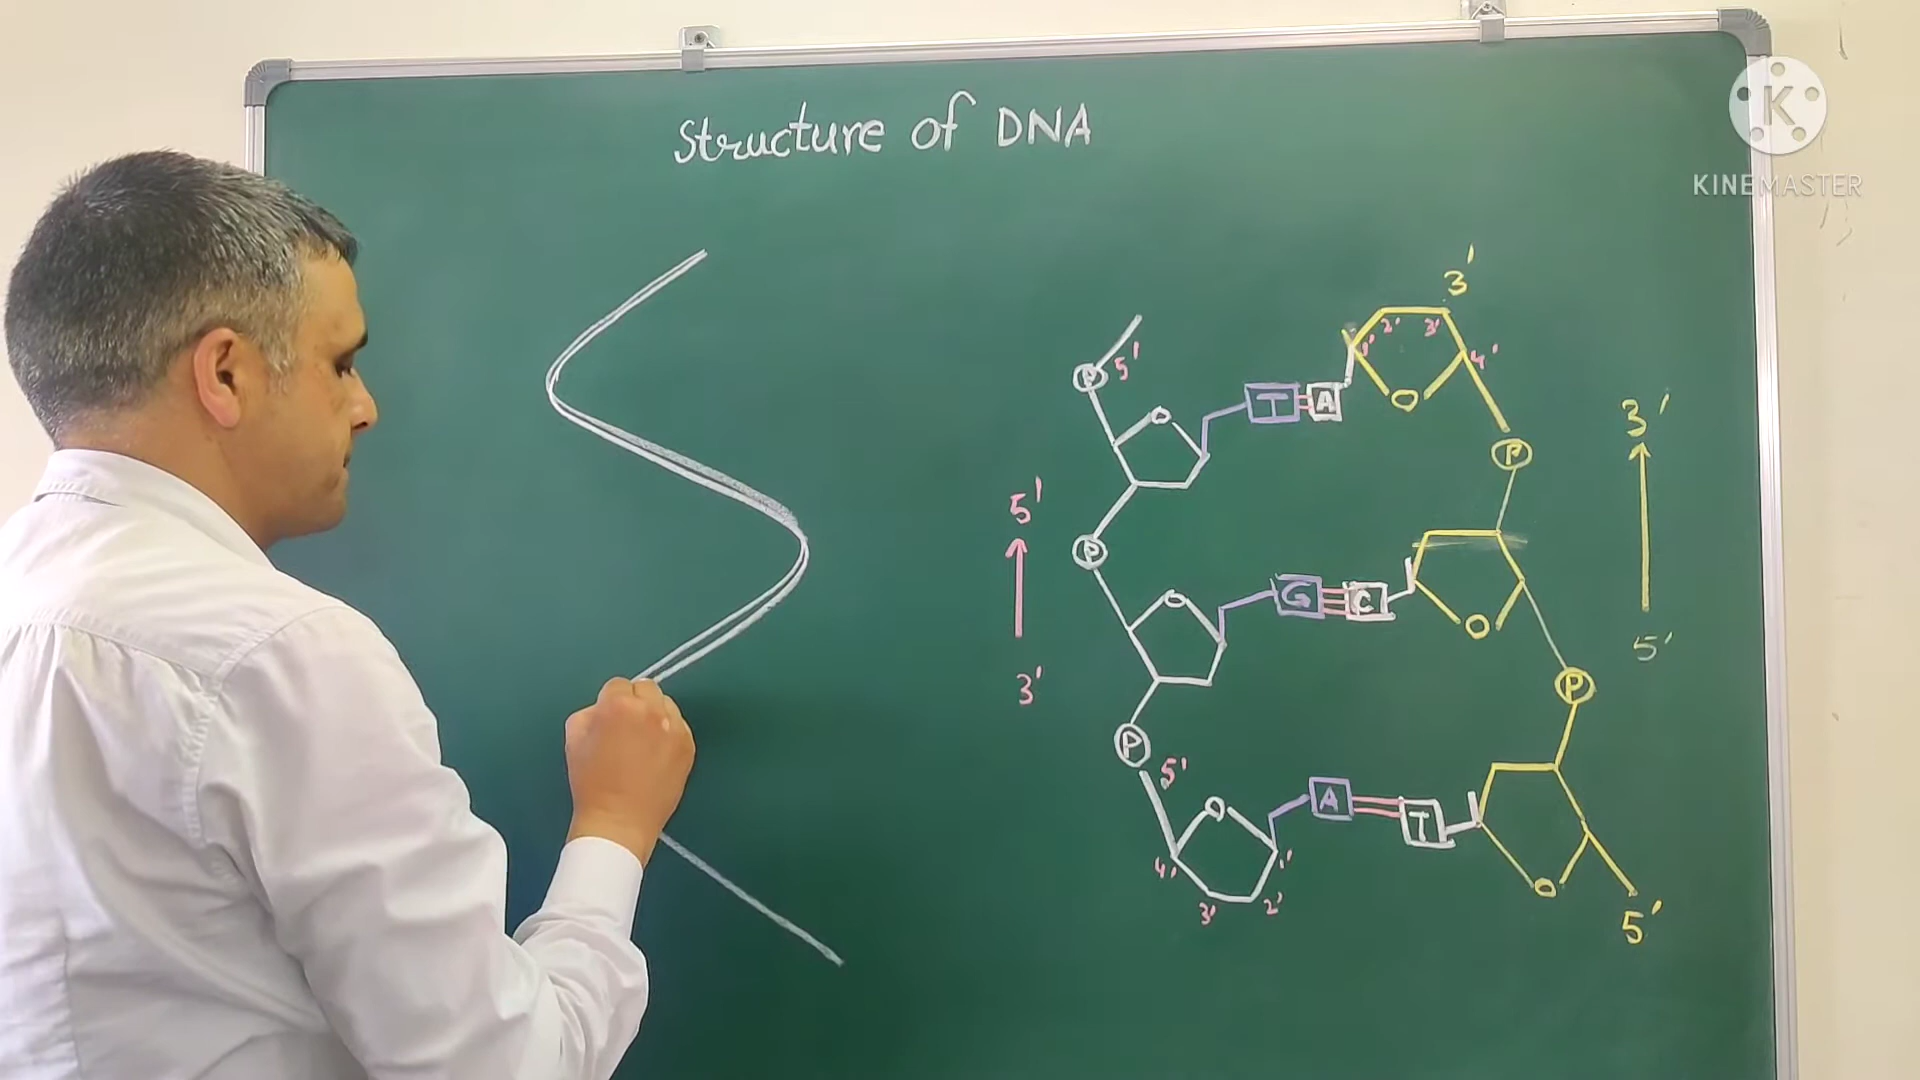 Structure of DNA
K
KINEMASTER
3'
2' 3'
1' 4'
P 5'
T A
O O
3'
P
5'
P
3'
O G C O
5'
P
P
5'
O A T
4' 1'
3' 2'
O
5'